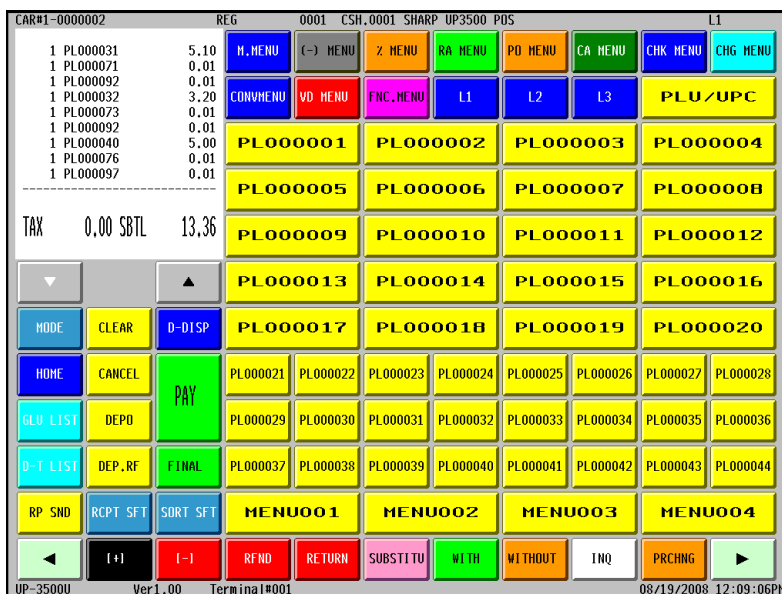 CAR#1-0000002 REG 0001 CSH.0001 SHARP UP3500 POS L1
1 PL000031 5.10
1 PL000071 0.01
1 PL000092 0.01
1 PL000032 3.20
1 PL000073 0.01
1 PL000092 0.01
1 PL000040 5.00
1 PL000076 0.01
1 PL000097 0.01
TAX 0.00 SBTL 13.36
M.MENU (-) MENU % MENU RA MENU PO MENU CA MENU CHK MENU CHG MENU
CONVMENU VD MENU FNC.MENU L1 L2 L3 PLU/UPC
PL000001 PL000002 PL000003 PL000004
PL000005 PL000006 PL000007 PL000008
PL000009 PL000010 PL000011 PL000012
PL000013 PL000014 PL000015 PL000016
MODE CLEAR D-DISP PL000017 PL000018 PL000019 PL000020
HOME CANCEL PAY PL000021 PL000022 PL000023 PL000024 PL000025 PL000026 PL000027 PL000028
GLU LIST DEPO PL000029 PL000030 PL000031 PL000032 PL000033 PL000034 PL000035 PL000036
D-T LIST DEP.RF FINAL PL000037 PL000038 PL000039 PL000040 PL000041 PL000042 PL000043 PL000044
RP SND RCPT SFT SORT SFT MENU001 MENU002 MENU003 MENU004
[+] [-] RFND RETURN SUBSTITU WITH WITHOUT INQ PRCHNG
UP-3500U Ver1.00 Terminal#001 08/19/2008 12:09:06PM